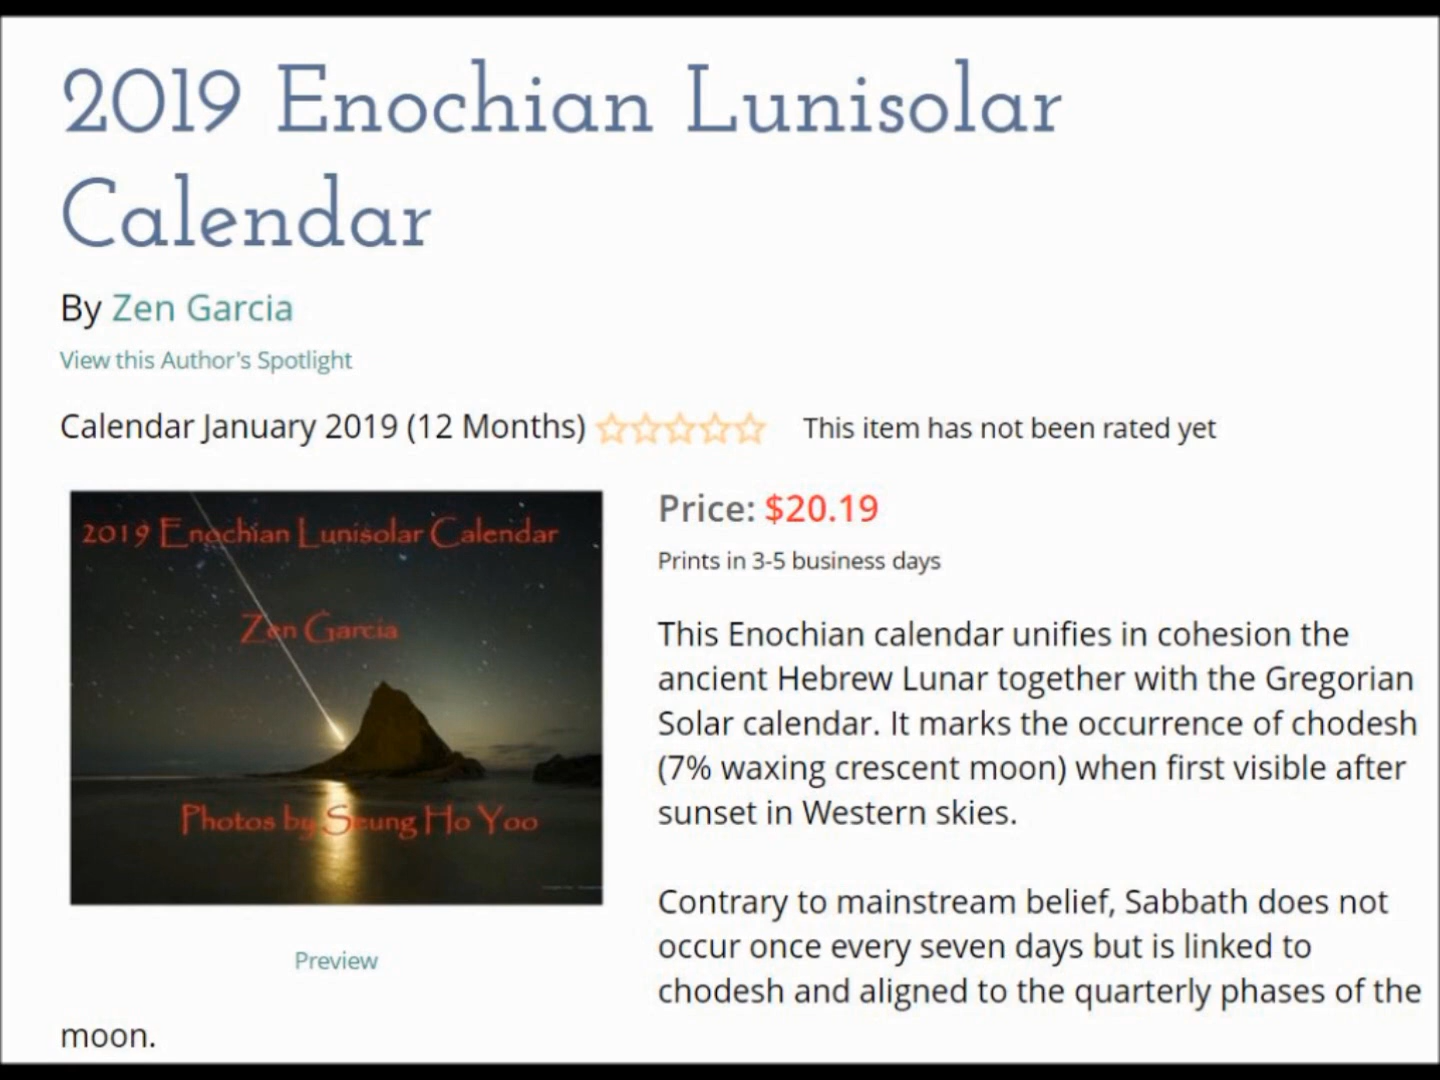 2019 Enochian Lunisolar
Calendar
By Zen Garcia
View this Author's Spotlight
Calendar January 2019 (12 Months)
This item has not been rated yet
2019 Enochian Lunisolar Calendar
Zen Garcia
Photos by Seung Ho Yoo
Preview
Price: $20.19
Prints in 3-5 business days
This Enochian calendar unifies in cohesion the
ancient Hebrew Lunar together with the Gregorian
Solar calendar. It marks the occurrence of chodesh
(7% waxing crescent moon) when first visible after
sunset in Western skies.
Contrary to mainstream belief, Sabbath does not
occur once every seven days but is linked to
chodesh and aligned to the quarterly phases of the
moon.